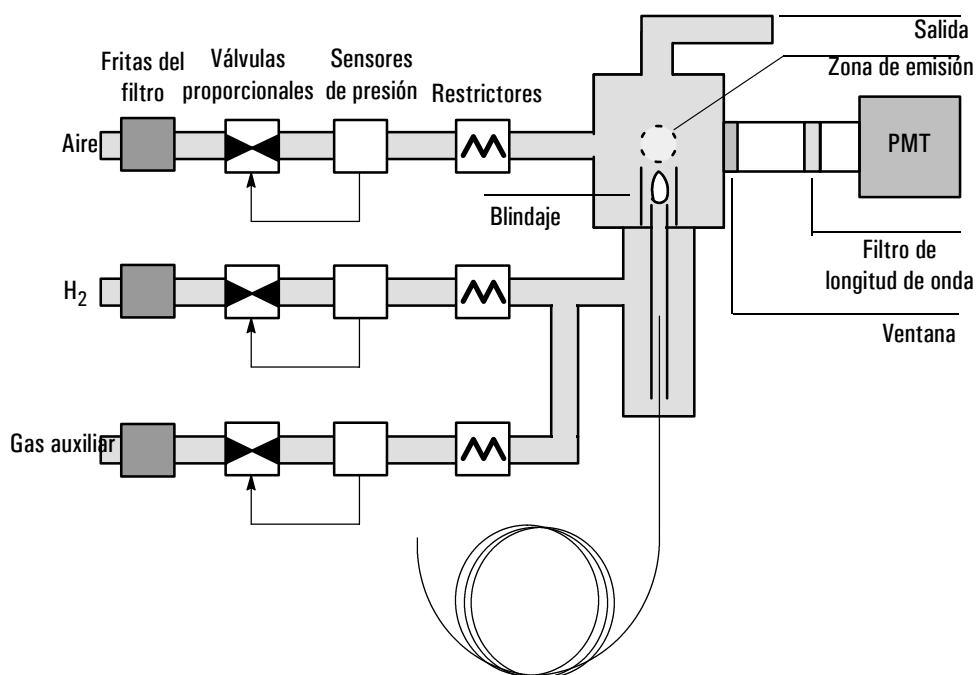 Salida
Zona de emisión
Fritas del
filtro
Válvulas
proporcionales
Sensores
de presión
Restrictores
Aire
PMT
Blindaje
Filtro de
longitud de onda
H2
Ventana
Gas auxiliar